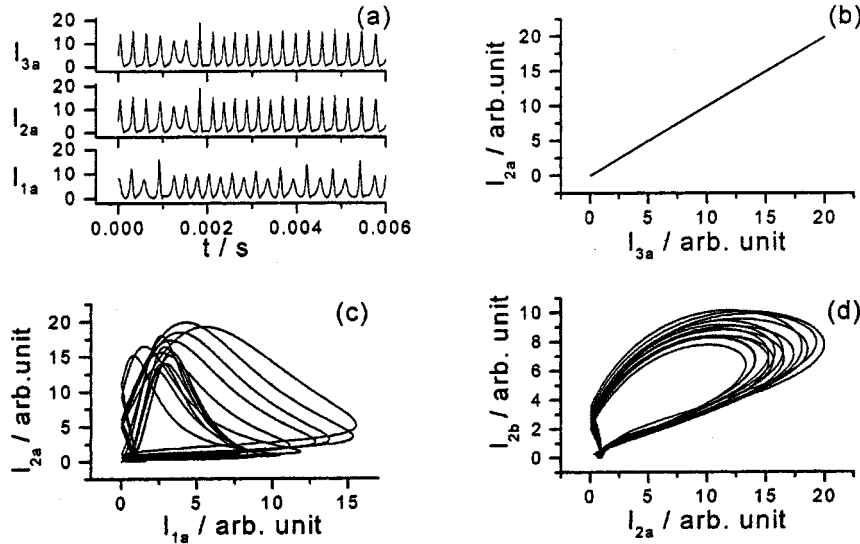 (a)
20
10
0
I3a
20
10
0
I2a
20
10
0
I1a
0.000 0.002 0.004 0.006
t / s
(b)
20
15
10
5
0
I2a / arb. unit
0 5 10 15 20
I3a / arb. unit
(c)
25
20
15
10
5
0
I2a / arb.unit
0 5 10 15
I1a / arb. unit
(d)
10
8
6
4
2
0
I2b / arb. unit
0 5 10 15 20
I2a / arb. unit